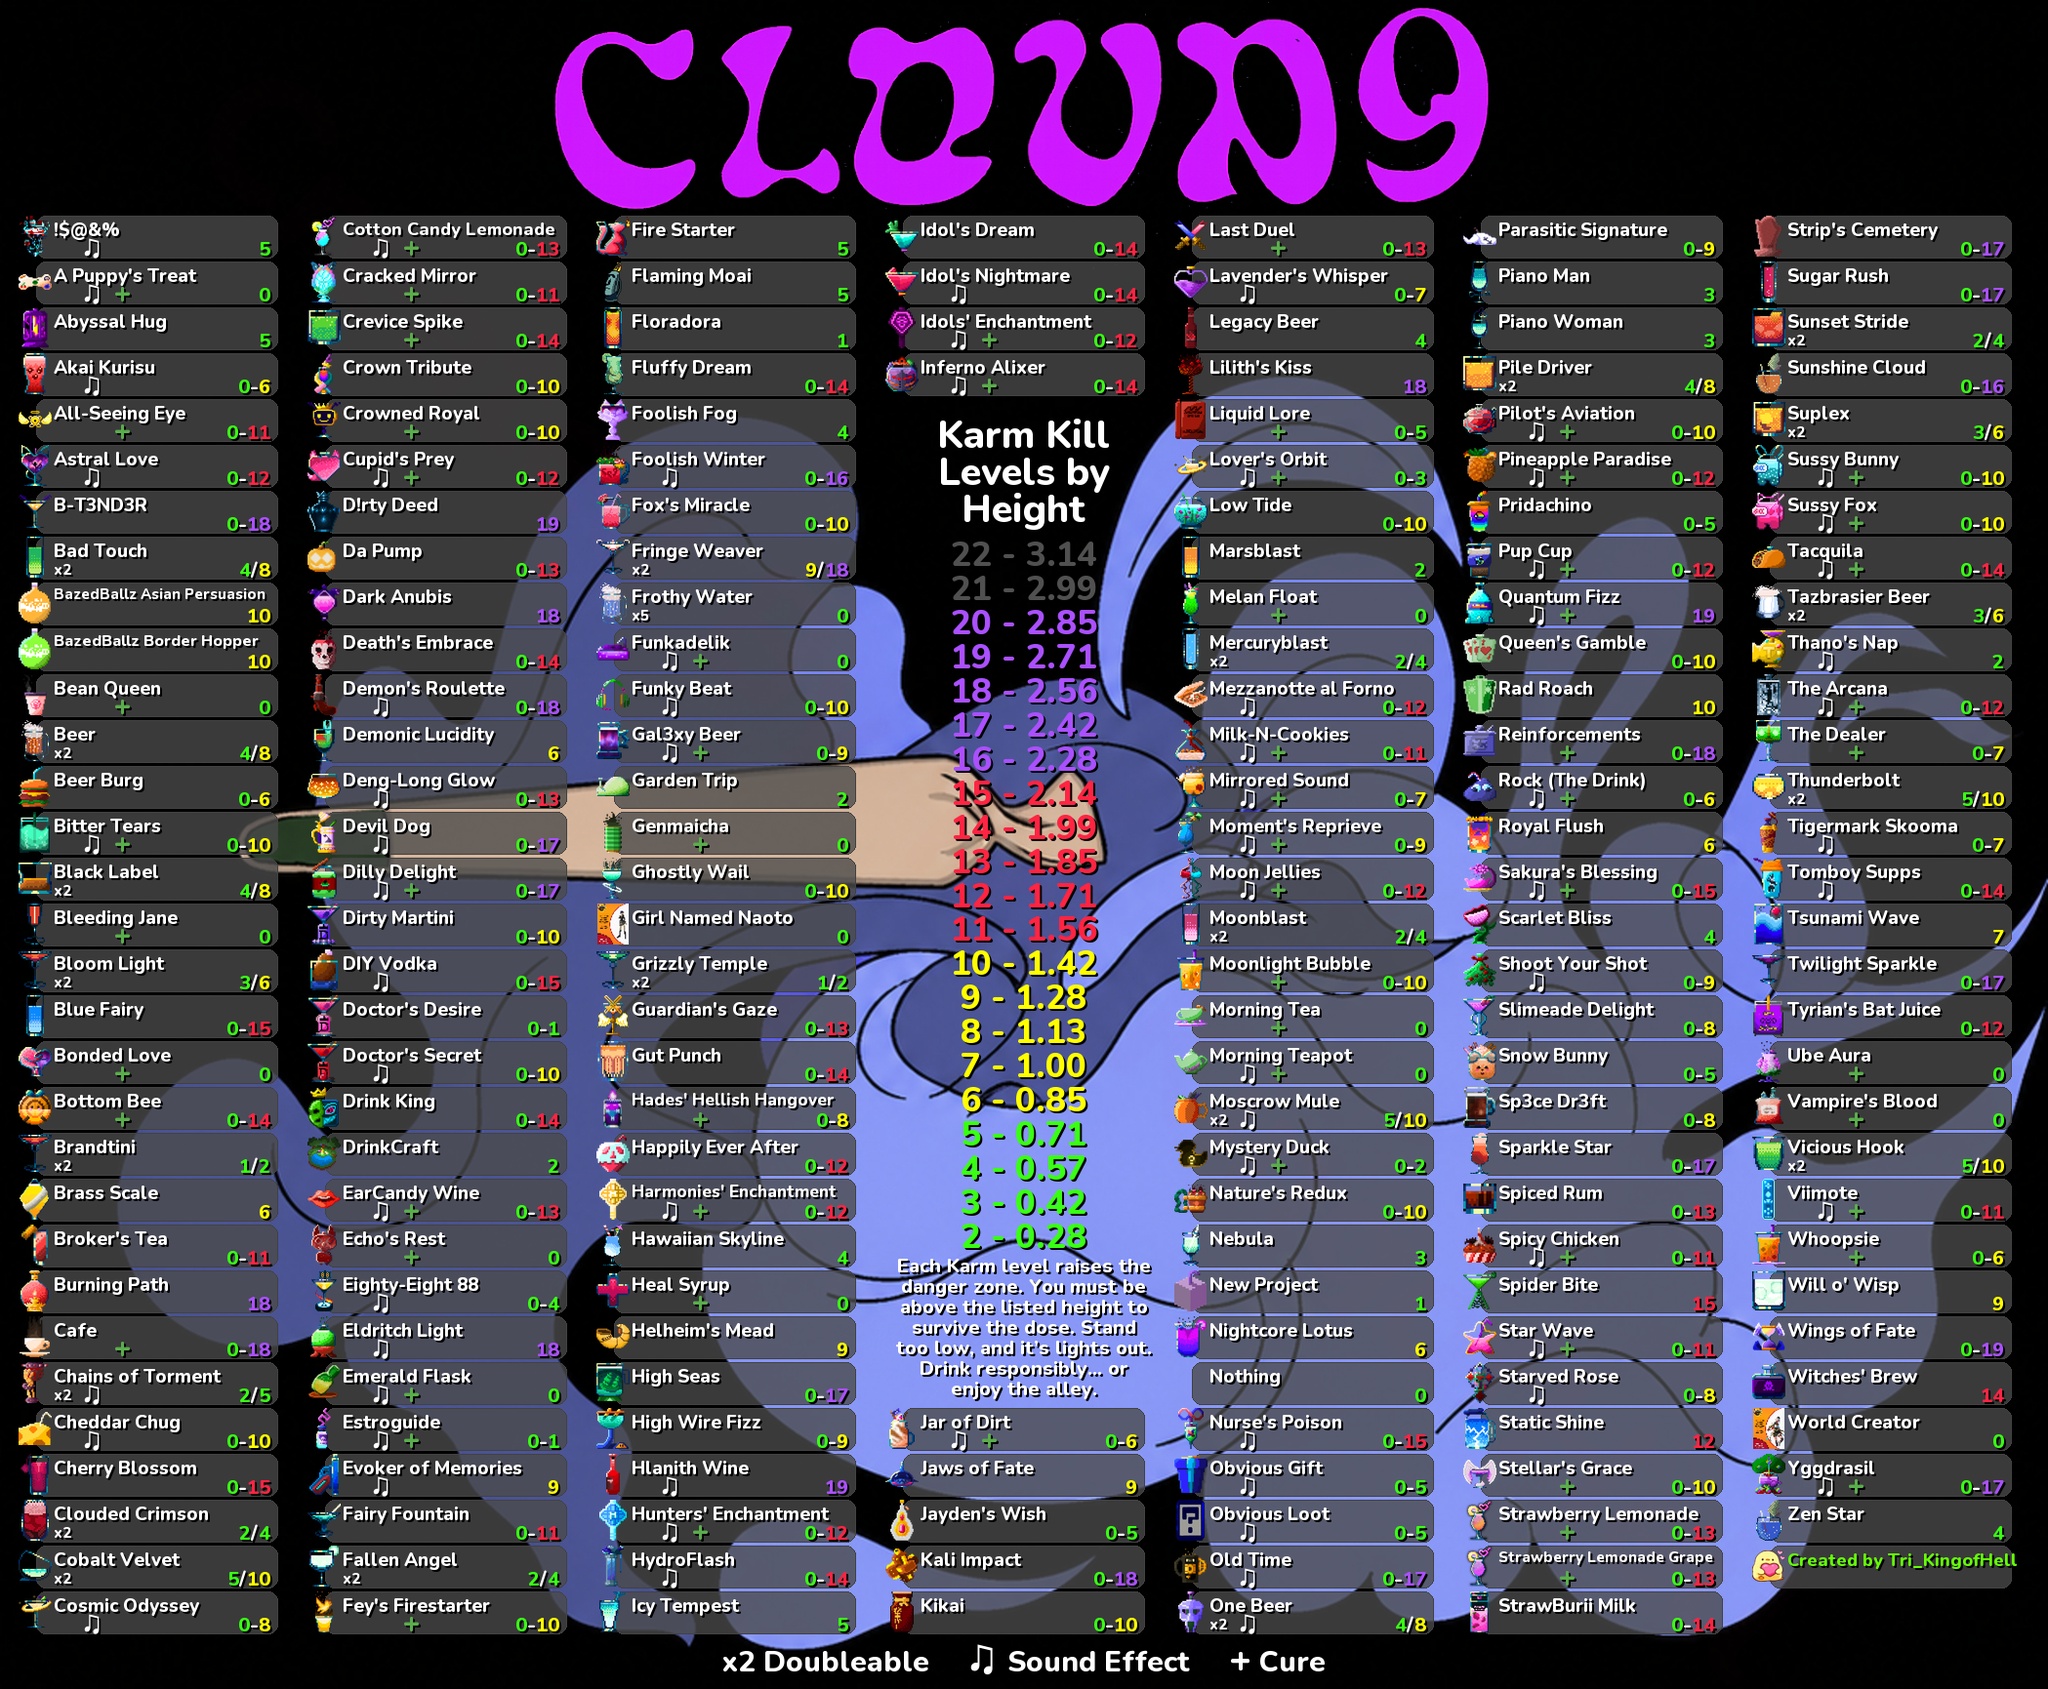 CLOUD9
!$@&%
♫ 5
A Puppy's Treat
♫ + 0
Abyssal Hug
5
Akai Kurisu
♫ 0-6
All-Seeing Eye
+ 0-11
Astral Love
♫ 0-12
B-T3ND3R
0-18
Bad Touch
x2 4/8
BazedBallz Asian Persuasion
10
BazedBallz Border Hopper
10
Bean Queen
+ 0
Beer
x2 4/8
Beer Burg
0-6
Bitter Tears
♫ + 0-10
Black Label
x2 4/8
Bleeding Jane
+ 0
Bloom Light
x2 3/6
Blue Fairy
0-15
Bonded Love
+ 0
Bottom Bee
+ 0-14
Brandtini
x2 1/2
Brass Scale
6
Broker's Tea
0-11
Burning Path
18
Cafe
+ 0-18
Chains of Torment
x2 ♫ 2/5
Cheddar Chug
♫ 0-10
Cherry Blossom
0-15
Clouded Crimson
x2 2/4
Cobalt Velvet
x2 5/10
Cosmic Odyssey
♫ 0-8
Cotton Candy Lemonade
♫ + 0-13
Cracked Mirror
+ 0-11
Crevice Spike
+ 0-14
Crown Tribute
0-10
Crowned Royal
+ 0-10
Cupid's Prey
♫ + 0-12
D!rty Deed
19
Da Pump
0-13
Dark Anubis
18
Death's Embrace
0-14
Demon's Roulette
♫ 0-18
Demonic Lucidity
6
Deng-Long Glow
♫ 0-13
Devil Dog
♫ 0-17
Dilly Delight
♫ + 0-17
Dirty Martini
0-10
DIY Vodka
♫ 0-15
Doctor's Desire
0-1
Doctor's Secret
♫ 0-10
Drink King
0-14
DrinkCraft
2
EarCandy Wine
♫ + 0-13
Echo's Rest
+ 0
Eighty-Eight 88
♫ 0-4
Eldritch Light
♫ 18
Emerald Flask
♫ + 0
Estroguide
♫ + 0-1
Evoker of Memories
♫ 9
Fairy Fountain
0-11
Fallen Angel
x2 2/4
Fey's Firestarter
+ 0-10
Fire Starter
5
Flaming Moai
5
Floradora
1
Fluffy Dream
0-14
Foolish Fog
4
Foolish Winter
♫ 0-16
Fox's Miracle
0-10
Fringe Weaver
x2 9/18
Frothy Water
x5 0
Funkadelik
♫ + 0
Funky Beat
♫ 0-10
Gal3xy Beer
♫ + 0-9
Garden Trip
2
Genmaicha
+ 0
Ghostly Wail
0-10
Girl Named Naoto
0
Grizzly Temple
x2 1/2
Guardian's Gaze
0-13
Gut Punch
0-14
Hades' Hellish Hangover
+ 0-8
Happily Ever After
0-12
Harmonies' Enchantment
♫ + 0-12
Hawaiian Skyline
4
Heal Syrup
+ 0
Helheim's Mead
9
High Seas
0-17
High Wire Fizz
0-9
Hlanith Wine
19
Hunters' Enchantment
♫ + 0-12
HydroFlash
♫ 0-14
Icy Tempest
5
Idol's Dream
0-14
Idol's Nightmare
♫ 0-14
Idols' Enchantment
♫ + 0-12
Inferno Alixer
♫ + 0-14
Karm Kill
Levels by
Height
22 - 3.14
21 - 2.99
20 - 2.85
19 - 2.71
18 - 2.56
17 - 2.42
16 - 2.28
15 - 2.14
14 - 1.99
13 - 1.85
12 - 1.71
11 - 1.56
10 - 1.42
9 - 1.28
8 - 1.13
7 - 1.00
6 - 0.85
5 - 0.71
4 - 0.57
3 - 0.42
2 - 0.28
Each Karm level raises the
danger zone. You must be
above the listed height to
survive the dose. Stand
too low, and it's lights out.
Drink responsibly... or
enjoy the alley.
Jar of Dirt
♫ + 0-6
Jaws of Fate
9
Jayden's Wish
0-5
Kali Impact
0-18
Kikai
0-10
Last Duel
+ 0-13
Lavender's Whisper
♫ 0-7
Legacy Beer
4
Lilith's Kiss
18
Liquid Lore
+ 0-5
Lover's Orbit
♫ + 0-3
Low Tide
0-10
Marsblast
2
Melan Float
+ 0
Mercuryblast
x2 2/4
Mezzanotte al Forno
♫ 0-12
Milk-N-Cookies
♫ + 0-11
Mirrored Sound
♫ + 0-7
Moment's Reprieve
♫ + 0-9
Moon Jellies
♫ + 0-12
Moonblast
x2 2/4
Moonlight Bubble
+ 0-10
Morning Tea
+ 0
Morning Teapot
♫ + 0
Moscrow Mule
x2 ♫ 5/10
Mystery Duck
♫ + 0-2
Nature's Redux
0-10
Nebula
3
New Project
1
Nightcore Lotus
6
Nothing
0
Nurse's Poison
♫ 0-15
Obvious Gift
♫ 0-5
Obvious Loot
♫ 0-5
Old Time
♫ 0-17
One Beer
x2 ♫ 4/8
Parasitic Signature
0-9
Piano Man
3
Piano Woman
3
Pile Driver
x2 4/8
Pilot's Aviation
♫ + 0-10
Pineapple Paradise
♫ + 0-12
Pridachino
0-5
Pup Cup
♫ + 0-12
Quantum Fizz
♫ + 19
Queen's Gamble
0-10
Rad Roach
10
Reinforcements
+ 0-18
Rock (The Drink)
♫ + 0-6
Royal Flush
6
Sakura's Blessing
♫ + 0-15
Scarlet Bliss
4
Shoot Your Shot
♫ 0-9
Slimeade Delight
0-8
Snow Bunny
0-5
Sp3ce Dr3ft
0-8
Sparkle Star
0-17
Spiced Rum
0-13
Spicy Chicken
♫ + 0-11
Spider Bite
15
Star Wave
♫ + 0-11
Starved Rose
♫ 0-8
Static Shine
12
Stellar's Grace
+ 0-10
Strawberry Lemonade
+ 0-13
Strawberry Lemonade Grape
+ 0-13
StrawBurii Milk
0-14
Strip's Cemetery
0-17
Sugar Rush
0-17
Sunset Stride
x2 2/4
Sunshine Cloud
0-16
Suplex
x2 3/6
Sussy Bunny
♫ + 0-10
Sussy Fox
♫ + 0-10
Tacquila
♫ + 0-14
Tazbrasier Beer
x2 3/6
Thano's Nap
♫ 2
The Arcana
♫ + 0-12
The Dealer
+ 0-7
Thunderbolt
x2 5/10
Tigermark Skooma
♫ 0-7
Tomboy Supps
♫ 0-14
Tsunami Wave
7
Twilight Sparkle
0-17
Tyrian's Bat Juice
0-12
Ube Aura
+ 0
Vampire's Blood
+ 0
Vicious Hook
x2 5/10
Viimote
♫ + 0-11
Whoopsie
+ 0-6
Will o' Wisp
9
Wings of Fate
0-19
Witches' Brew
14
World Creator
0
Yggdrasil
♫ + 0-17
Zen Star
4
Created by Tri_KingofHell
x2 Doubleable ♫ Sound Effect + Cure